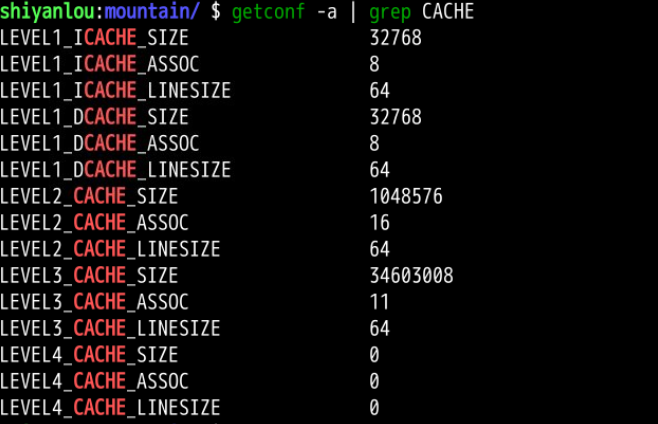 shiyanlou:mountain/ $ getconf -a | grep CACHE
LEVEL1_ICACHE_SIZE 32768
LEVEL1_ICACHE_ASSOC 8
LEVEL1_ICACHE_LINESIZE 64
LEVEL1_DCACHE_SIZE 32768
LEVEL1_DCACHE_ASSOC 8
LEVEL1_DCACHE_LINESIZE 64
LEVEL2_CACHE_SIZE 1048576
LEVEL2_CACHE_ASSOC 16
LEVEL2_CACHE_LINESIZE 64
LEVEL3_CACHE_SIZE 34603008
LEVEL3_CACHE_ASSOC 11
LEVEL3_CACHE_LINESIZE 64
LEVEL4_CACHE_SIZE 0
LEVEL4_CACHE_ASSOC 0
LEVEL4_CACHE_LINESIZE 0